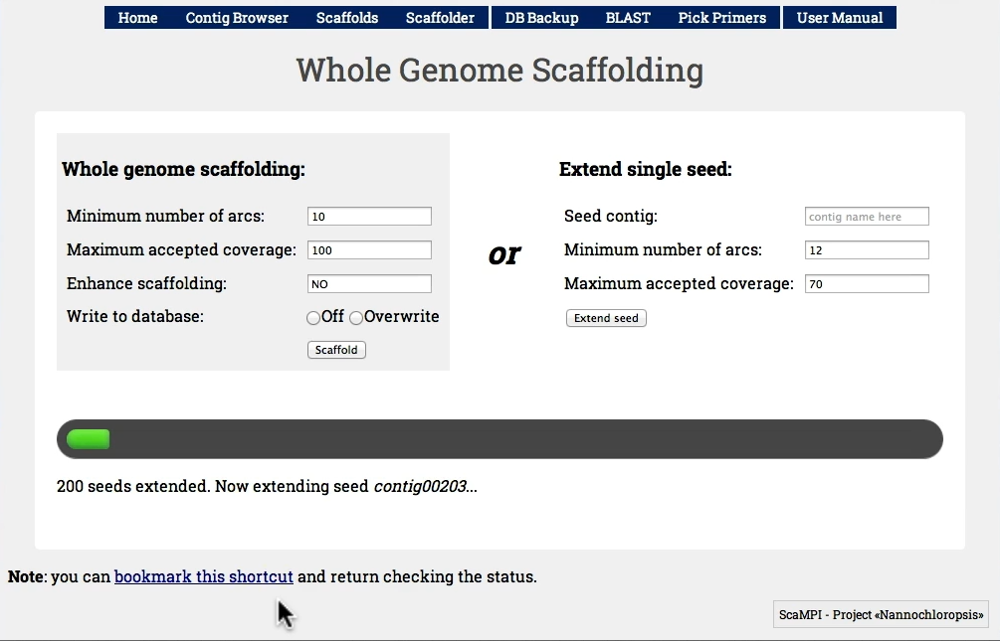 Home Contig Browser Scaffolds Scaffolder DB Backup BLAST Pick Primers User Manual
Whole Genome Scaffolding
Whole genome scaffolding:
Minimum number of arcs: 10
Maximum accepted coverage: 100
Enhance scaffolding: NO
Write to database: Off Overwrite
Scaffold
or
Extend single seed:
Seed contig: contig name here
Minimum number of arcs: 12
Maximum accepted coverage: 70
Extend seed
200 seeds extended. Now extending seed contig00203...
Note: you can bookmark this shortcut and return checking the status.
ScaMPI - Project «Nannochloropsis»